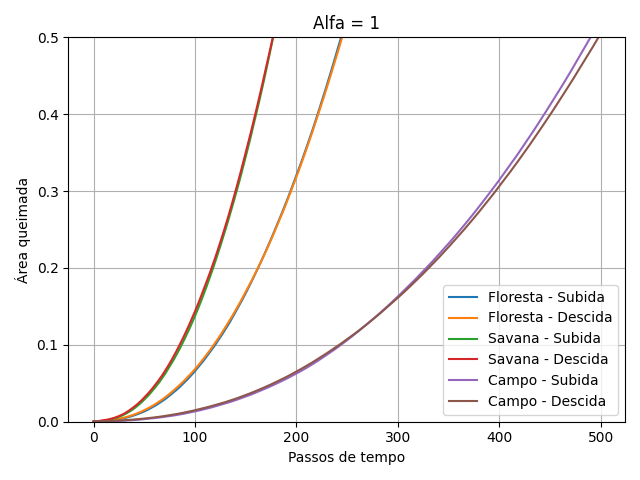 Alfa = 1
Área queimada
0.5
0.4
0.3
0.2
0.1
0.0
0
100
200
300
400
500
Passos de tempo
Floresta - Subida
Floresta - Descida
Savana - Subida
Savana - Descida
Campo - Subida
Campo - Descida